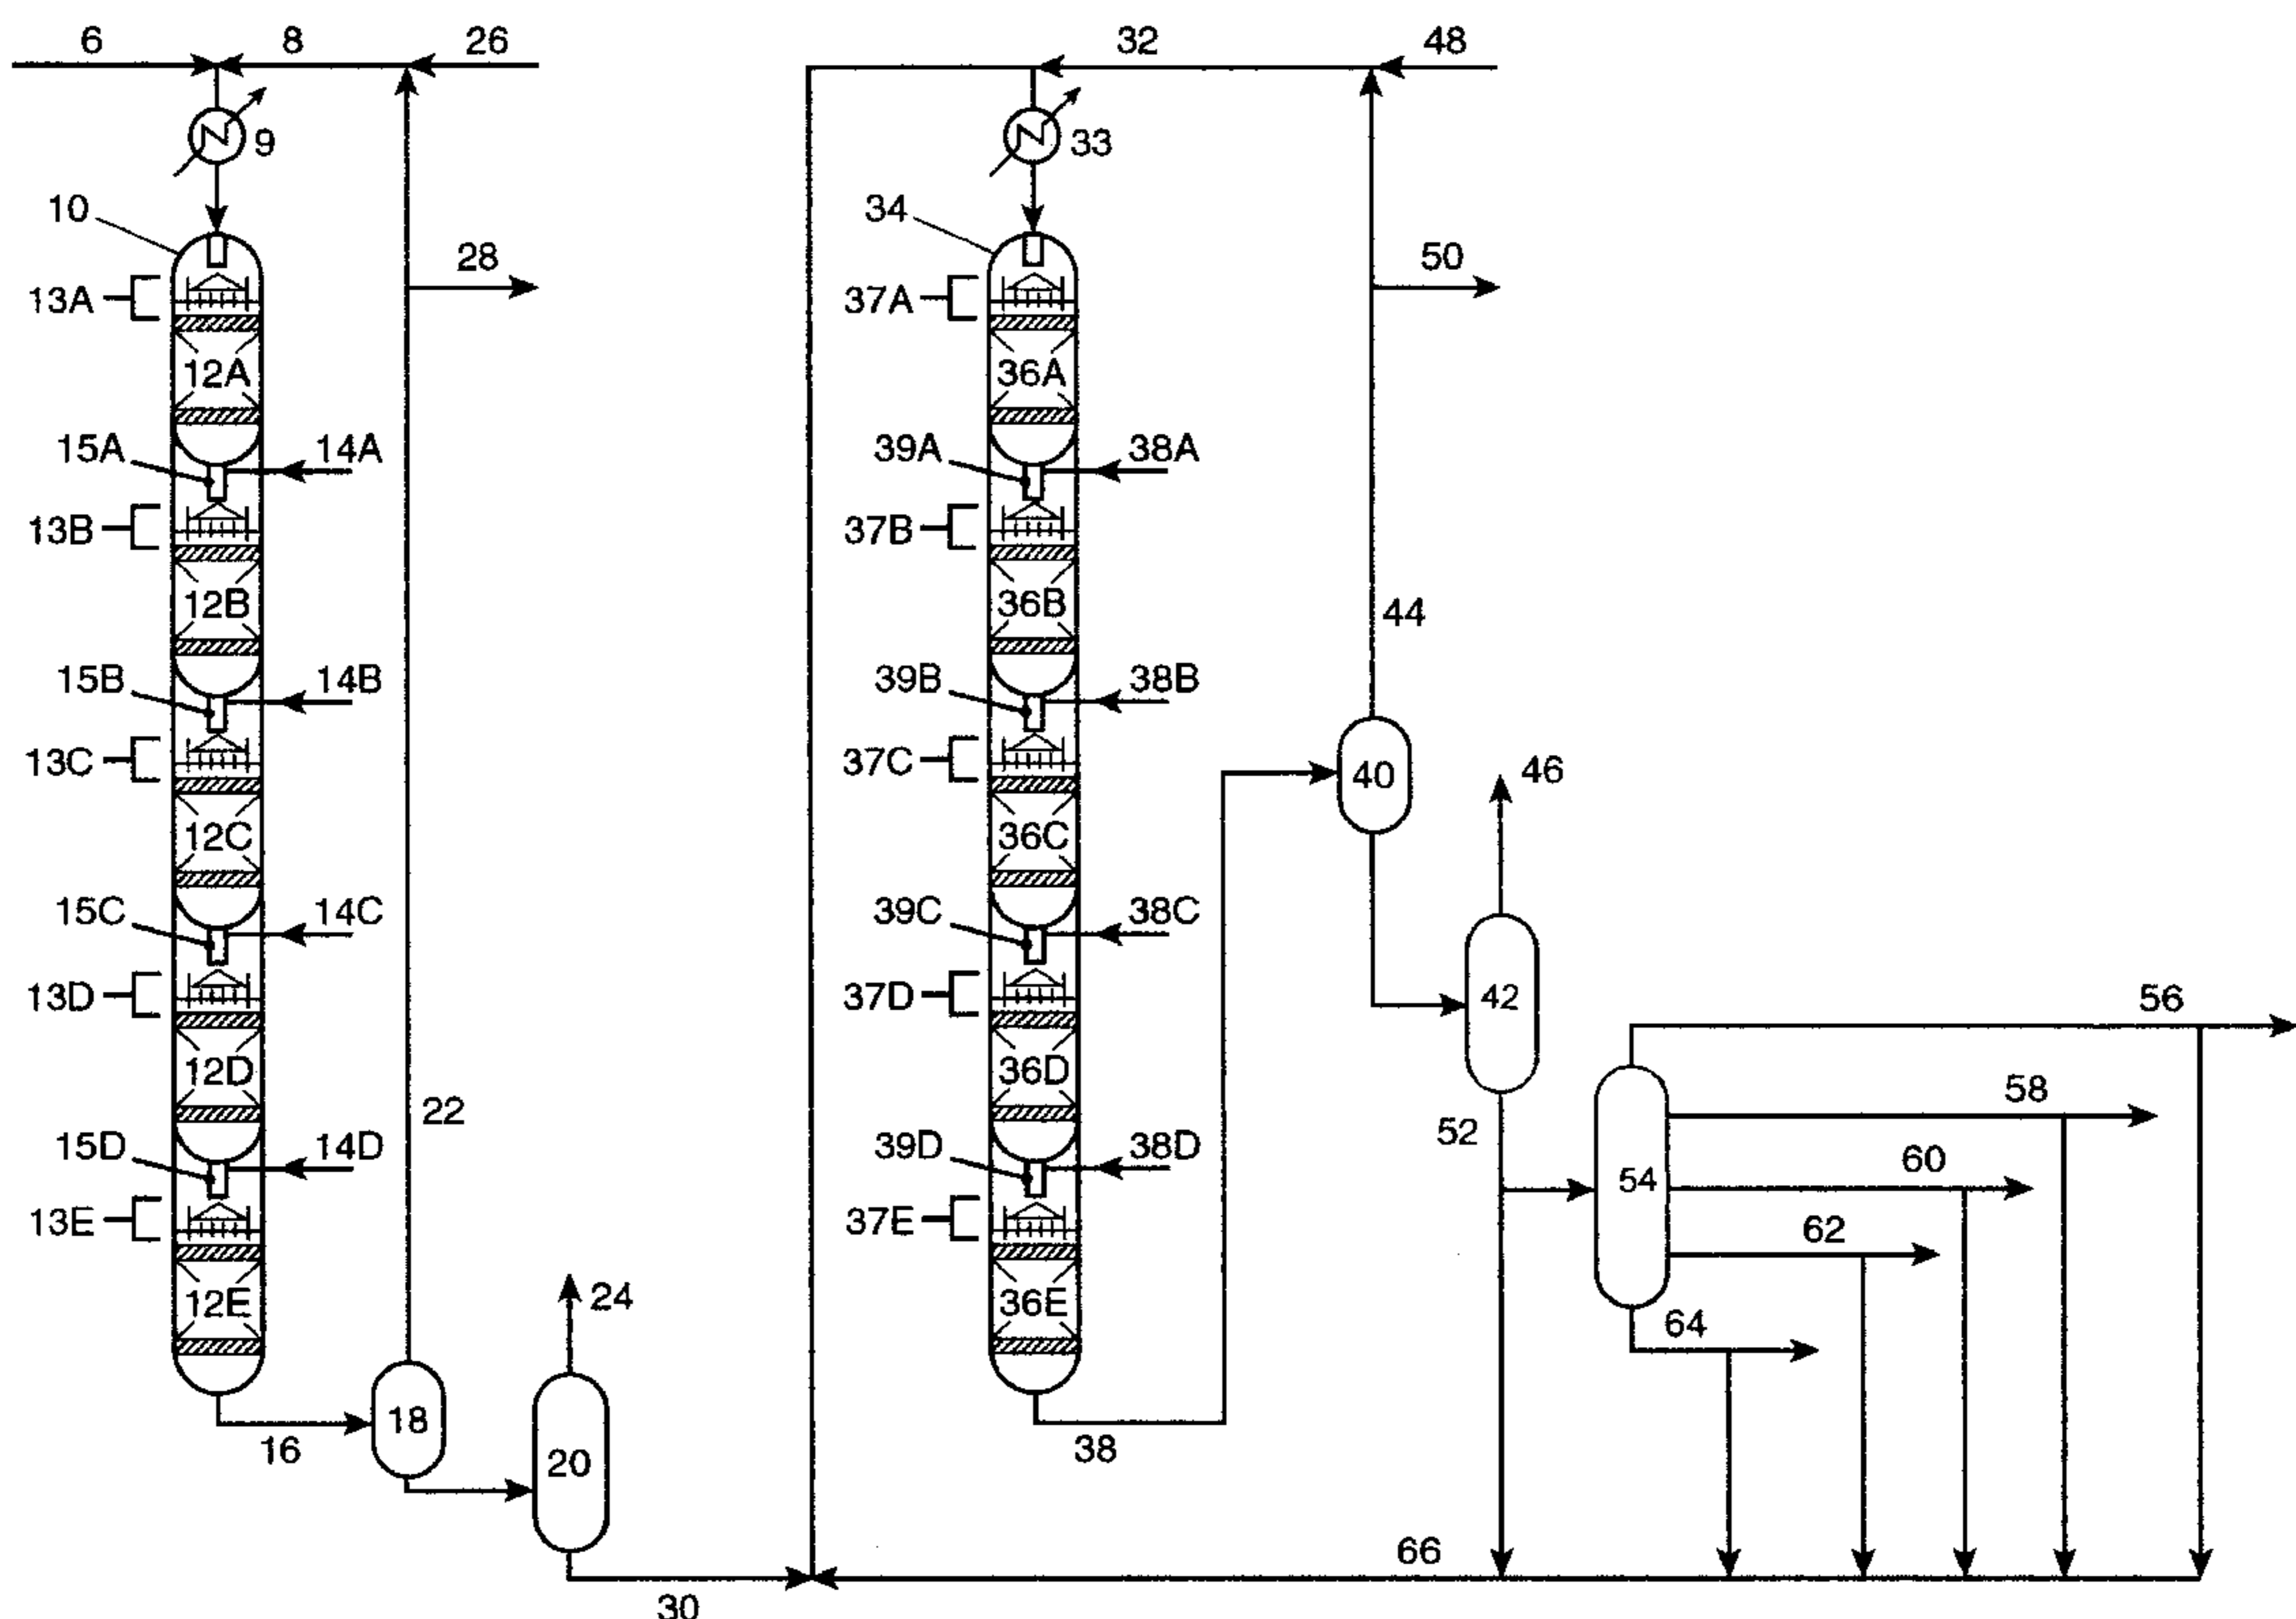 6 8 26 32 48
9 33
10 34
28 50
13A 37A
12A 36A
15A 14A 39A 38A
13B 37B
12B 36B
44
15B 14B 39B 38B
13C 37C
40 46
12C 36C
15C 14C 39C 38C
13D 37D
42 56
12D 36D
22 52 58
15D 14D 39D 38D 60
54
13E 37E 62
12E 24 36E 64
18
16 20 38
66
30